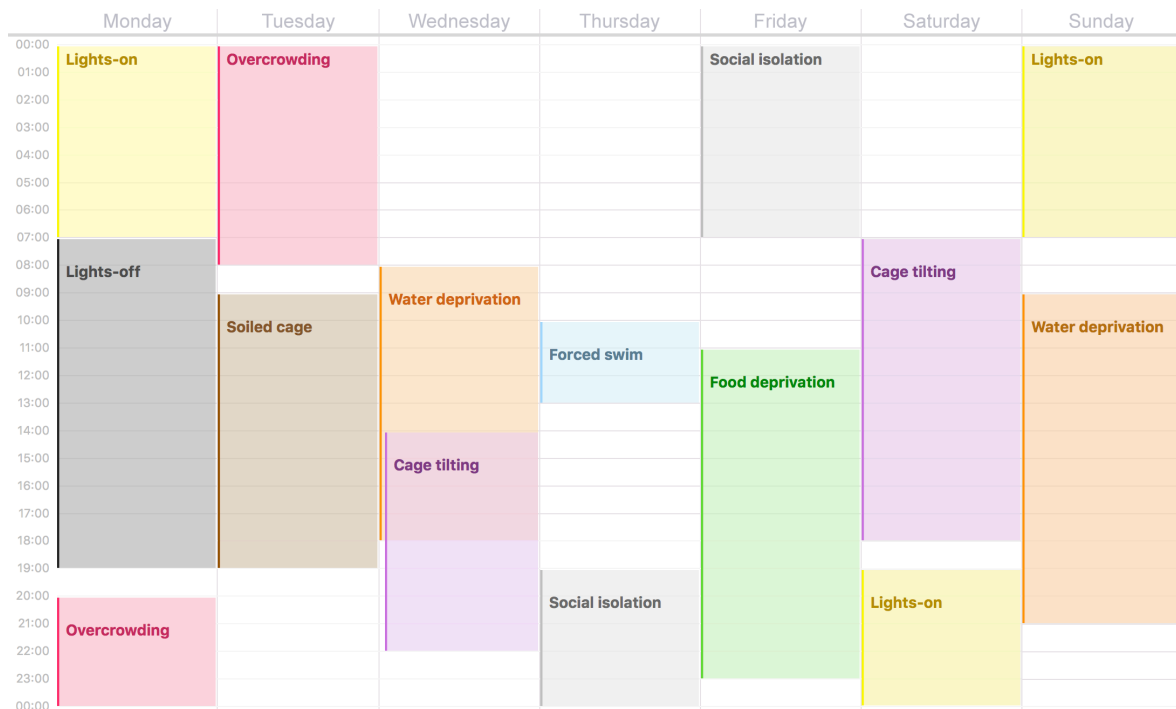 Monday Tuesday Wednesday Thursday Friday Saturday Sunday
00:00
Lights-on Overcrowding Social isolation Lights-on
01:00
02:00
03:00
04:00
05:00
06:00
07:00
08:00
Lights-off Cage tilting
09:00
Water deprivation
10:00
Soiled cage Water deprivation
11:00
Forced swim
12:00
Food deprivation
13:00
14:00
15:00
Cage tilting
16:00
17:00
18:00
19:00
20:00
Social isolation Lights-on
21:00
Overcrowding
22:00
23:00
00:00